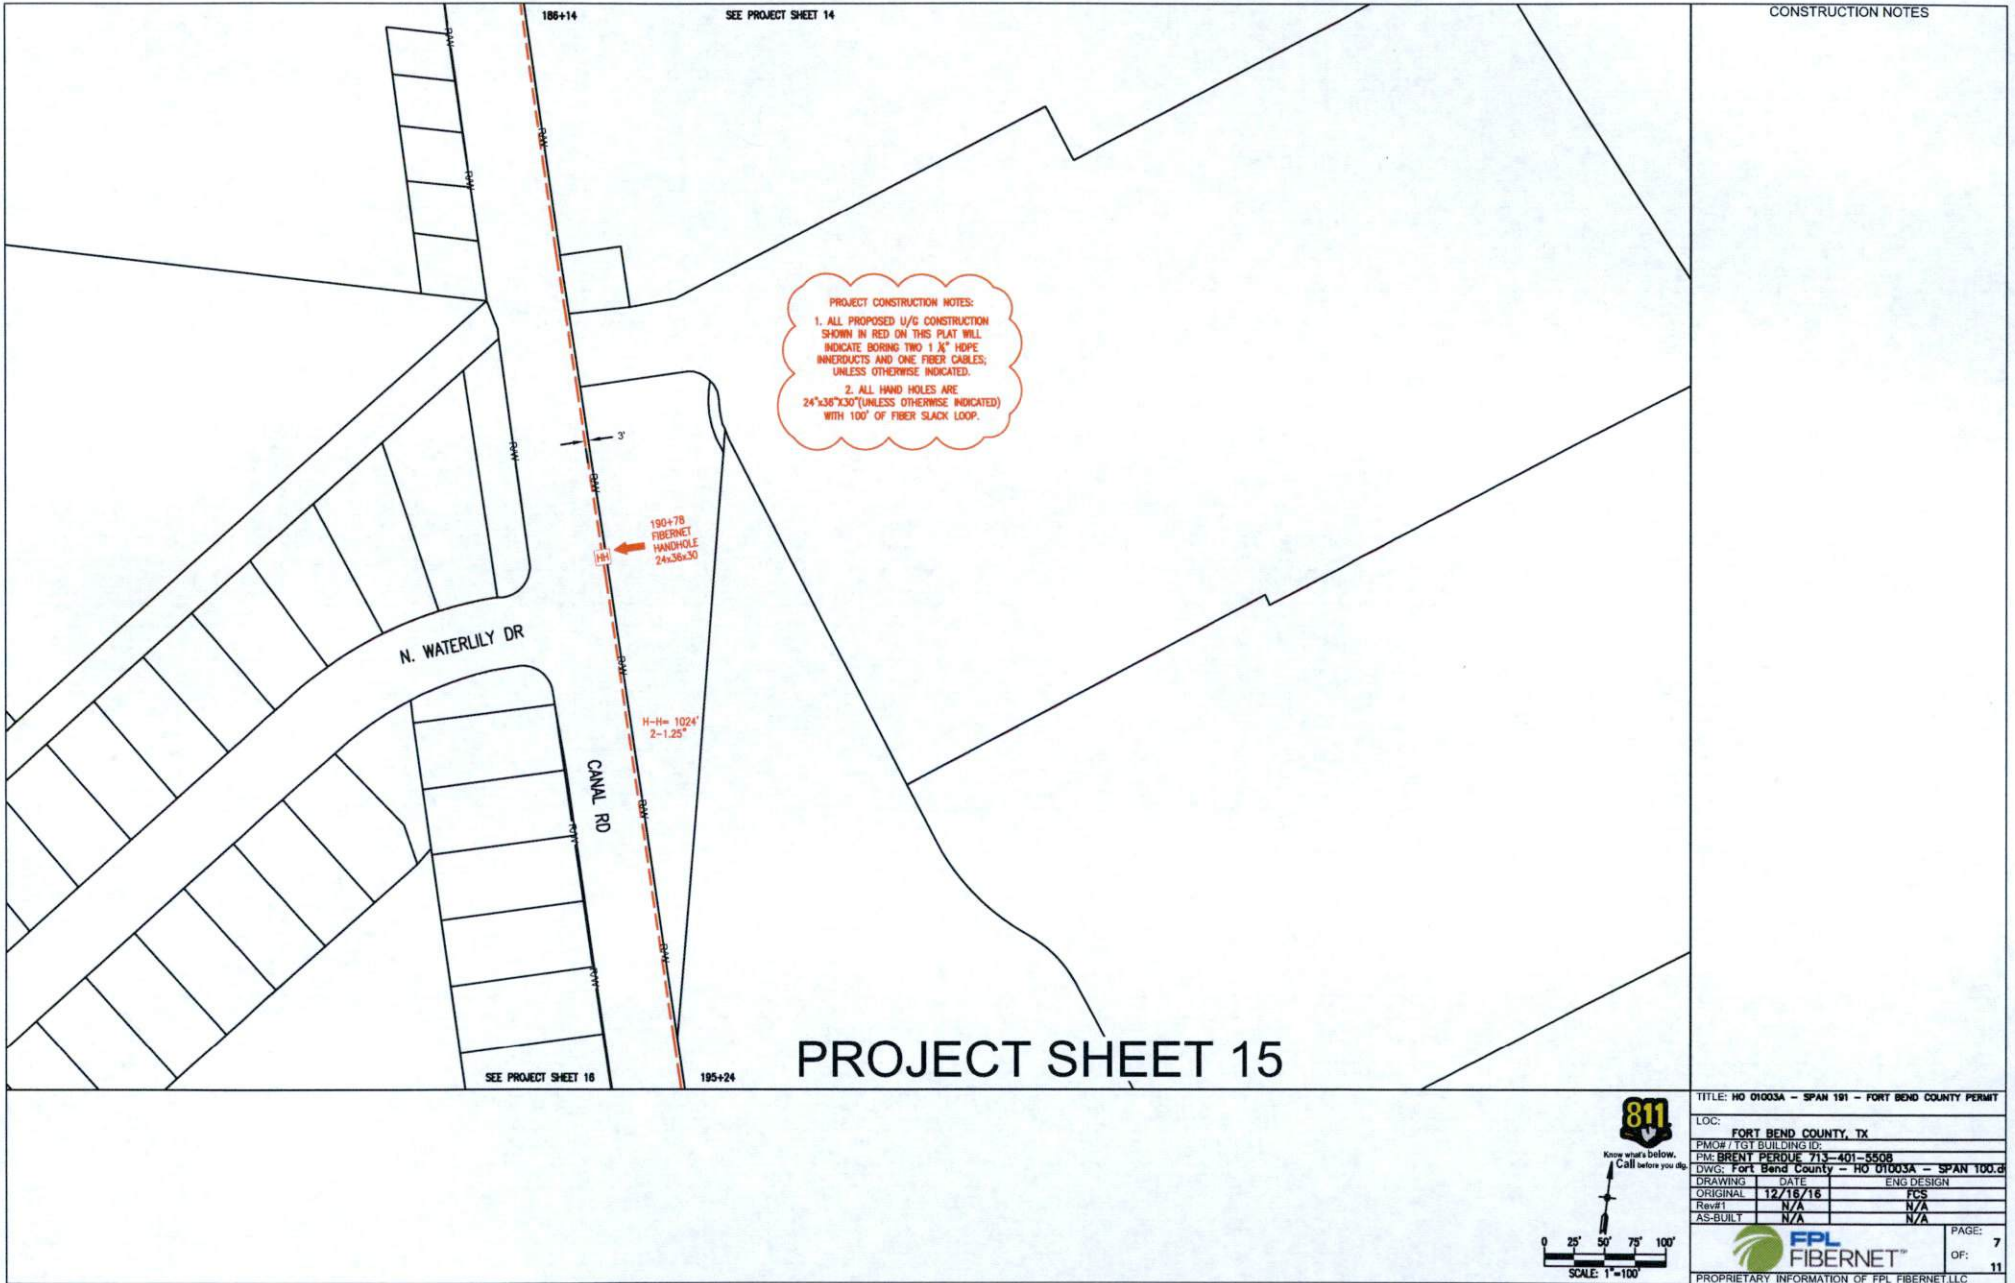 186+14
SEE PROJECT SHEET 14
CONSTRUCTION NOTES
R/W
R/W
R/W
PROJECT CONSTRUCTION NOTES:
1. ALL PROPOSED U/G CONSTRUCTION
SHOWN IN RED ON THIS PLAT WILL
INDICATE BORING TWO 1 ¼" HDPE
INNERDUCTS AND ONE FIBER CABLES;
UNLESS OTHERWISE INDICATED.
2. ALL HAND HOLES ARE
24"x36"X30"(UNLESS OTHERWISE INDICATED)
WITH 100' OF FIBER SLACK LOOP.
3'
R/W
R/W
190+78
FIBERNET
HANDHOLE
24x36x30
HH
N. WATERLILY DR
R/W
H-H= 1024'
2-1.25"
CANAL RD
R/W
R/W
R/W
R/W
PROJECT SHEET 15
SEE PROJECT SHEET 16
195+24
811
Know what's below.
Call before you dig.
0 25' 50' 75' 100'
SCALE: 1"=100'
TITLE: HO 01003A - SPAN 191 - FORT BEND COUNTY PERMIT
LOC:
FORT BEND COUNTY, TX
PMO# / TGT BUILDING ID:
PM: BRENT PERDUE 713-401-5508
DWG: Fort Bend County - HO 01003A - SPAN 100.d
DRAWING DATE ENG DESIGN
ORIGINAL 12/16/16 FCS
Rev#1 N/A N/A
AS-BUILT N/A N/A
FPL
FIBERNET™
PAGE:
7
OF:
11
PROPRIETARY INFORMATION OF FPL FIBERNET,LLC